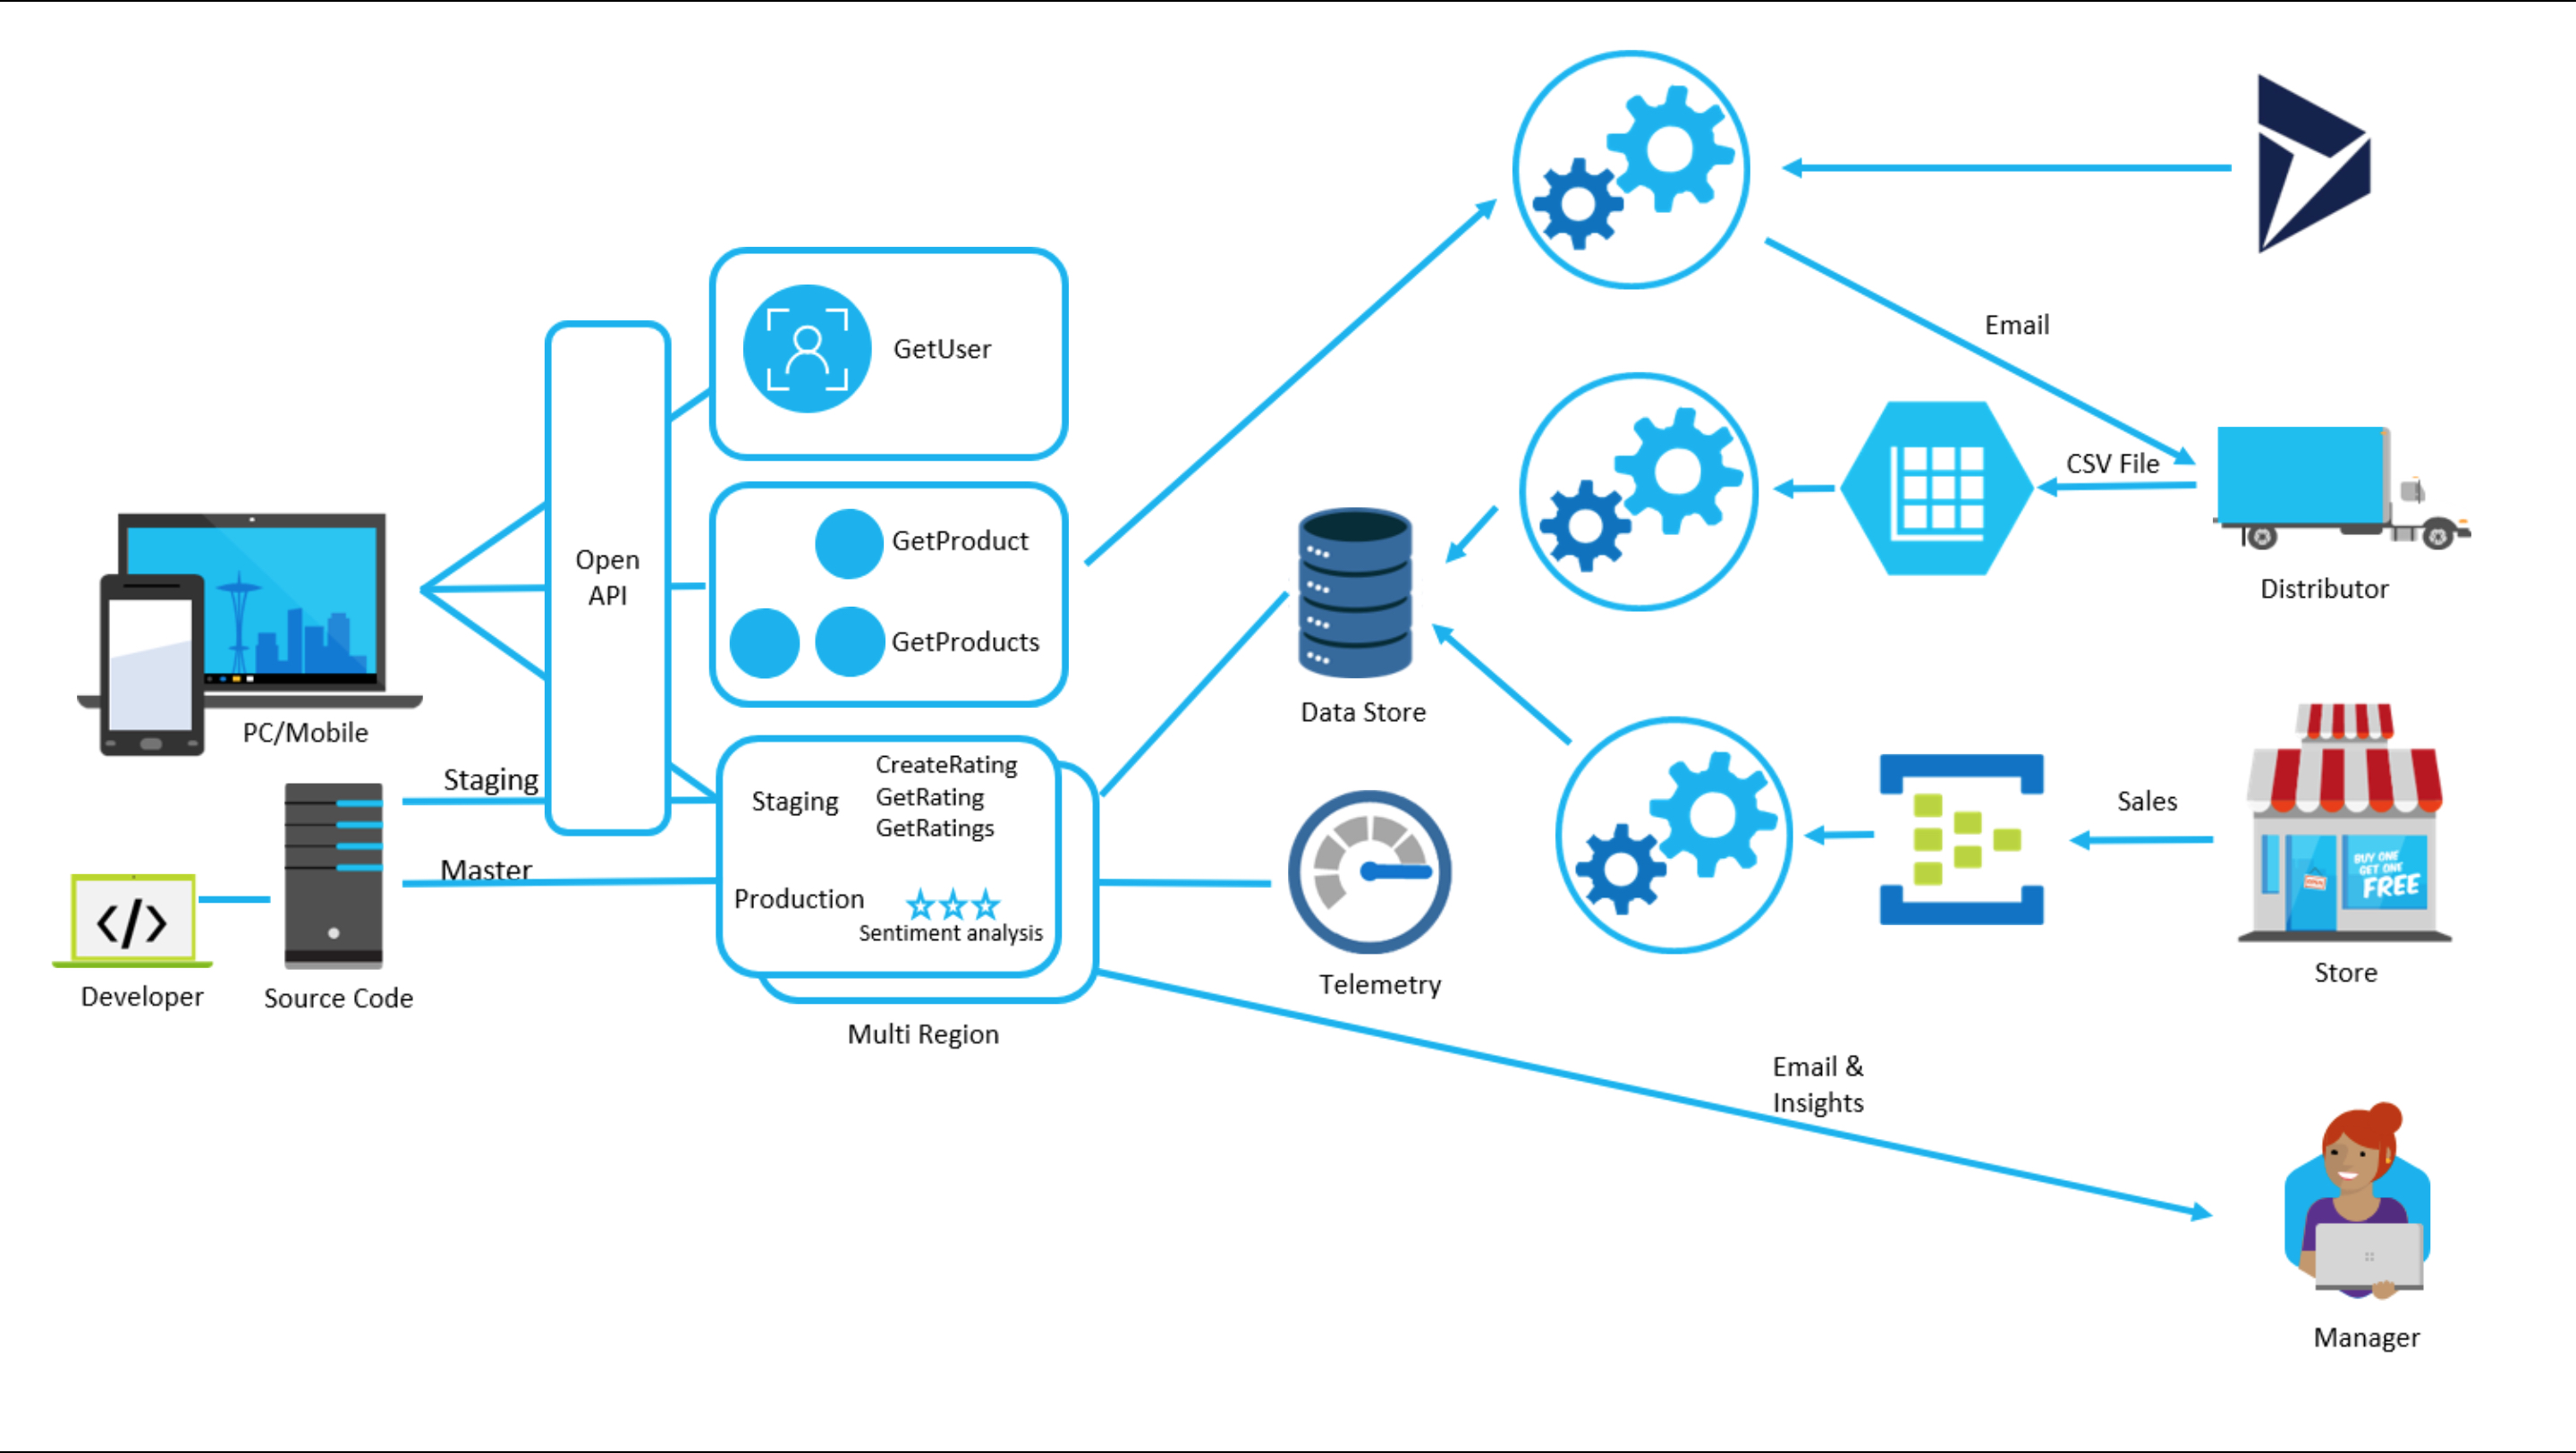 GetUser
Email
GetProduct
CSV File
Open
API
Distributor
GetProducts
Data Store
PC/Mobile
CreateRating
Staging
Staging
GetRating
GetRatings
Sales
Master
Production
Sentiment analysis
BUY ONE
GET ONE
FREE
Store
Telemetry
Developer
Source Code
Multi Region
Email &
Insights
Manager